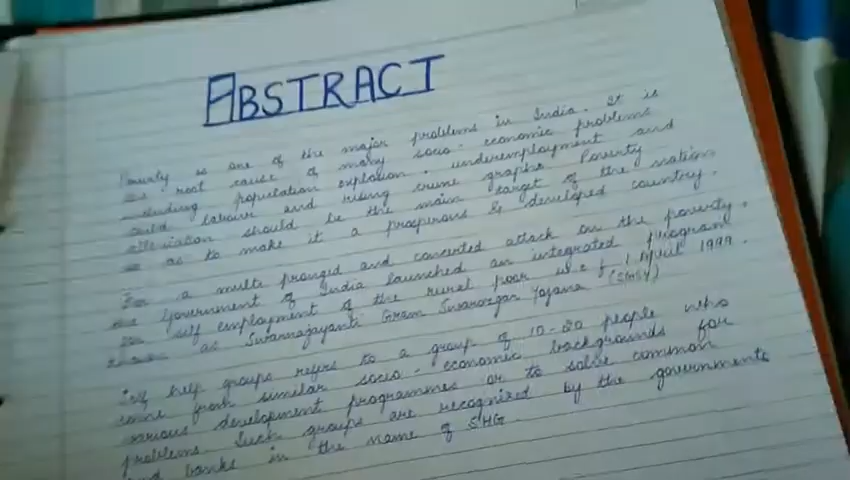 ABSTRACT
Poverty is one of the major problems in India. It is
the root cause of many socio-economic problems
including population explosion, underemployment and
child labour and rising crime graphs. Poverty
alleviation should be the main target of the nation
so as to make it a prosperous & developed country.
For a multi pronged and concerted attack on the poverty,
the Government of India launched an integrated program
for self employment of the rural poor w.e.f 1 April 1999.
known as Swarnajayanti Gram Swarozgar Yojana (SGSY)
Self help groups refers to a group of 10-20 people who
come from similar socio-economic backgrounds for
various development programmes or to solve common
problems. Such groups are recognized by the governments
and banks in the name of SHG